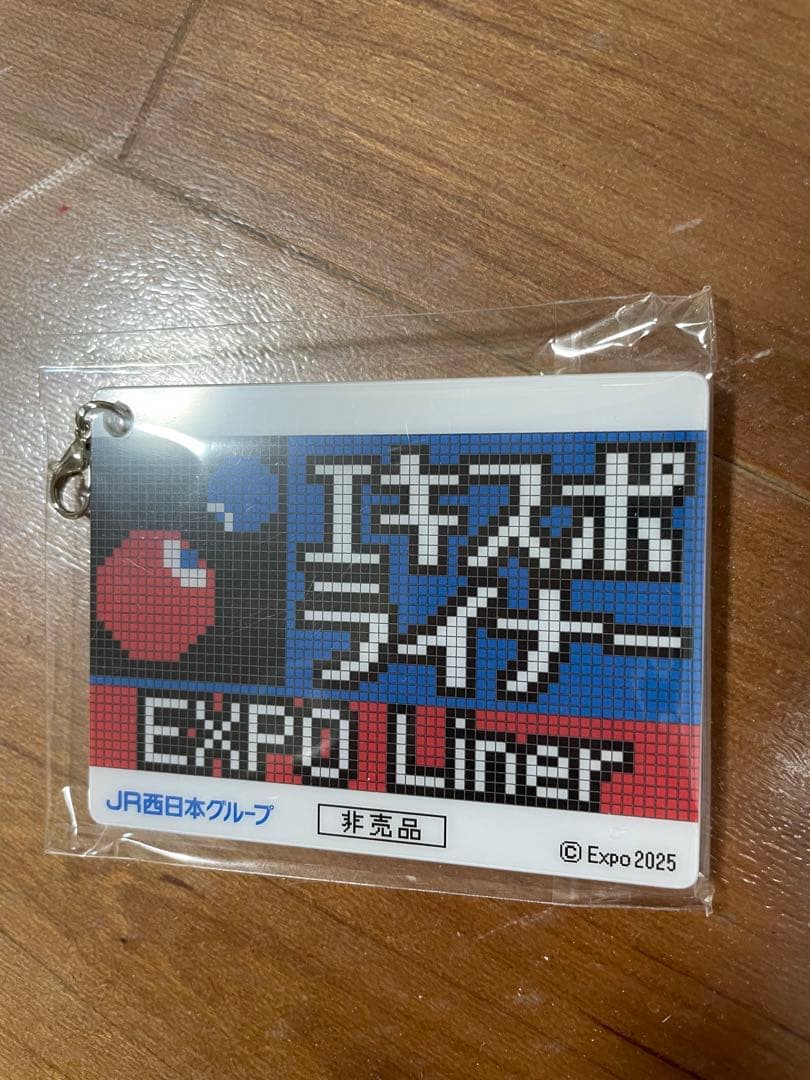 エキスポ
ライナー
EXPO Liner
JR西日本グループ
非売品
© Expo 2025